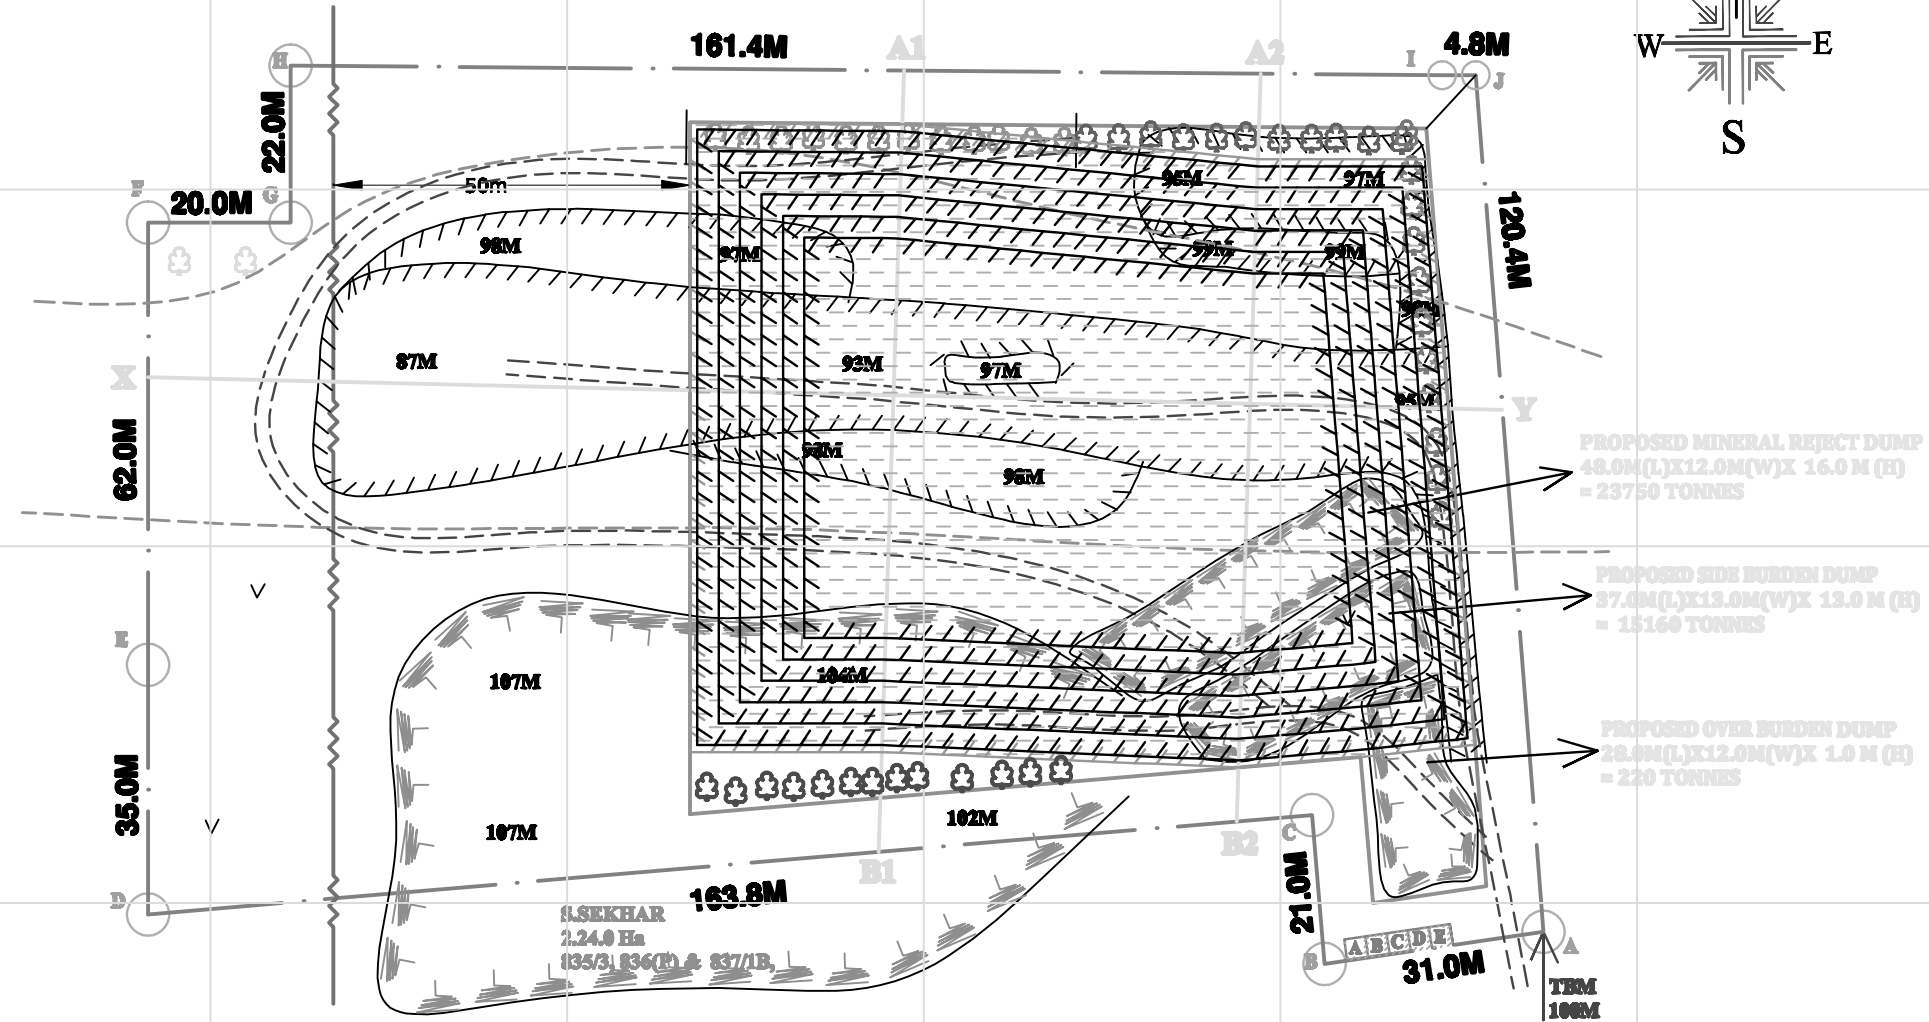 161.4M
A1
A2
4.8M
I
J
W
E
S
H
22.0M
F
20.0M
G
50m
120.4M
98M
97M
97M
99M
87M
93M
97M
X
Y
62.0M
98M
PROPOSED MINERAL REJECT DUMP
48.0M(L)X12.0M(W)X 16.0 M (H)
= 23750 TONNES
PROPOSED SIDE BURDEN DUMP
37.0M(L)X13.0M(W)X 13.0 M (H)
= 15160 TONNES
E
107M
104M
PROPOSED OVER BURDEN DUMP
28.0M(L)X12.0M(W)X 1.0 M (H)
= 220 TONNES
35.0M
107M
102M
B1
B2
C
D
163.8M
21.0M
S.SEKHAR
2.24.0 Ha
835/3, 836(P) & 837/1B,
A B C D E
A
B
31.0M
TBM
100M